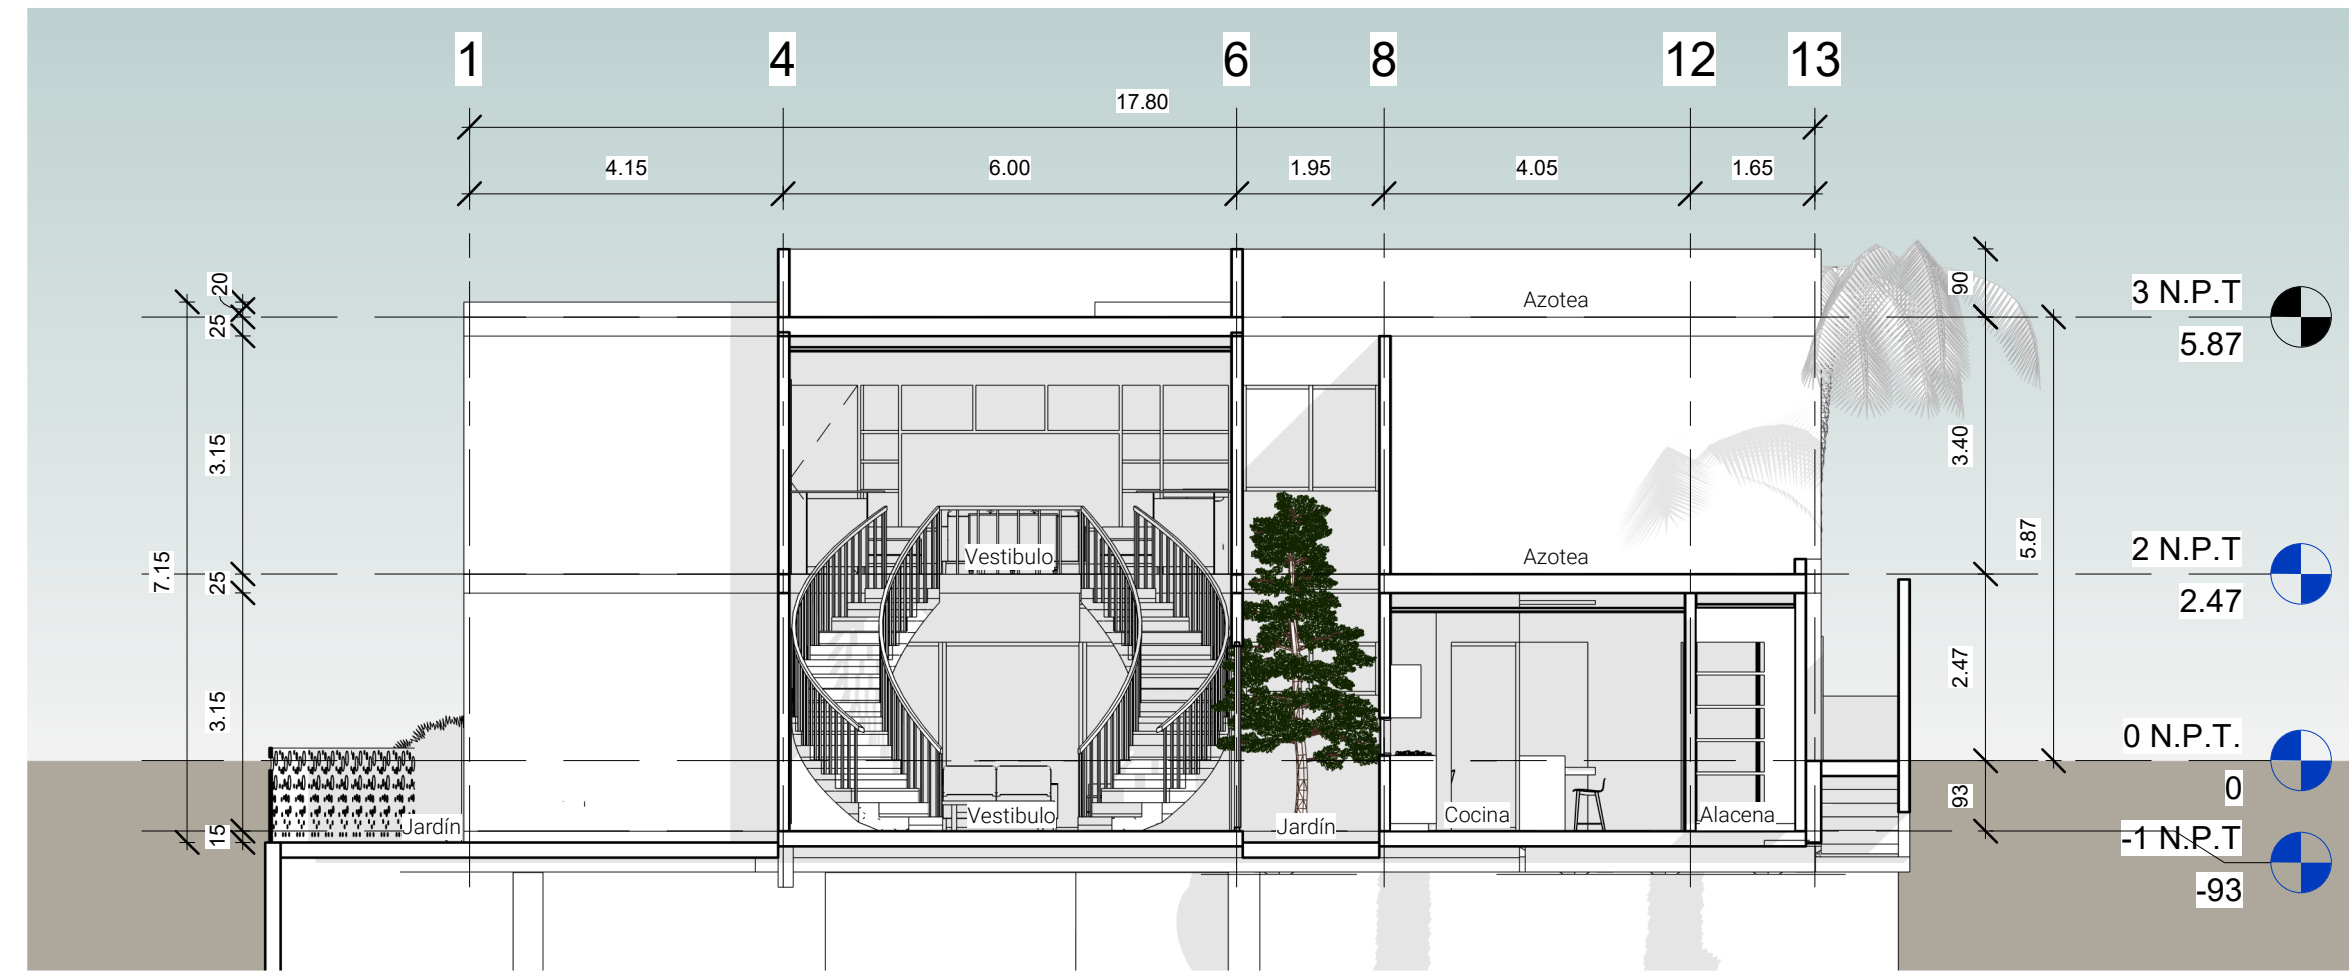 1 4 6 8 12 13
17.80
4.15 6.00 1.95 4.05 1.65
20
25
3.15
7.15
25
3.15
15
Azotea
Vestibulo
Azotea
Jardín
Vestibulo
Jardín
Cocina
Alacena
90
3.40
5.87
2.47
93
3 N.P.T
5.87
2 N.P.T
2.47
0 N.P.T.
0
-1 N.P.T
-93